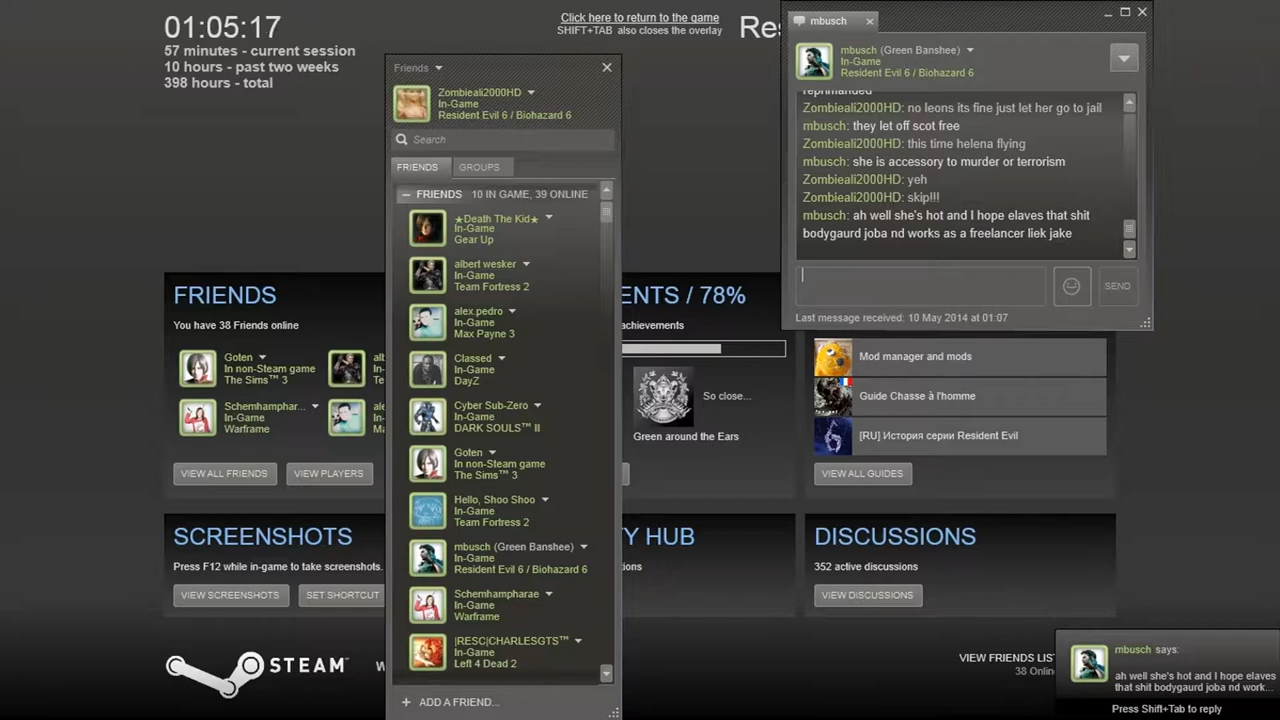 01:05:17
57 minutes - current session
10 hours - past two weeks
398 hours - total
Click here to return to the game
SHIFT+TAB also closes the overlay
Res
Friends
Zombieali2000HD
In-Game
Resident Evil 6 / Biohazard 6
Search
FRIENDS GROUPS
FRIENDS 10 IN GAME, 39 ONLINE
★Death The Kid★
In-Game
Gear Up
albert wesker
In-Game
Team Fortress 2
alex.pedro
In-Game
Max Payne 3
Classed
In-Game
DayZ
Cyber Sub-Zero
In-Game
DARK SOULS™ II
Goten
In non-Steam game
The Sims™ 3
Hello, Shoo Shoo
In-Game
Team Fortress 2
mbusch (Green Banshee)
In-Game
Resident Evil 6 / Biohazard 6
Schemhampharae
In-Game
Warframe
|RESC|CHARLESGTS™
In-Game
Left 4 Dead 2
+ ADD A FRIEND...
mbusch
mbusch (Green Banshee)
In-Game
Resident Evil 6 / Biohazard 6
reprimanded
Zombieali2000HD: no leons its fine just let her go to jail
mbusch: they let off scot free
Zombieali2000HD: this time helena flying
mbusch: she is accessory to murder or terrorism
Zombieali2000HD: yeh
Zombieali2000HD: skip!!!
mbusch: ah well she's hot and I hope elaves that shit
bodygaurd joba nd works as a freelancer liek jake
SEND
Last message received: 10 May 2014 at 01:07
FRIENDS
You have 38 Friends online
Goten
In non-Steam game
The Sims™ 3
alb
In-
Te
Schemhamphar...
In-Game
Warframe
ale
In-
Ma
VIEW ALL FRIENDS VIEW PLAYERS
ENTS / 78%
achievements
So close...
Green around the Ears
Mod manager and mods
Guide Chasse à l'homme
[RU] История серии Resident Evil
VIEW ALL GUIDES
SCREENSHOTS
Press F12 while in-game to take screenshots.
VIEW SCREENSHOTS SET SHORTCUT
TY HUB
tions
DISCUSSIONS
352 active discussions
VIEW DISCUSSIONS
STEAM™
W
VIEW FRIENDS LIST
38 Onlin
mbusch says:
ah well she's hot and I hope elaves
that shit bodygaurd joba nd work...
Press Shift+Tab to reply